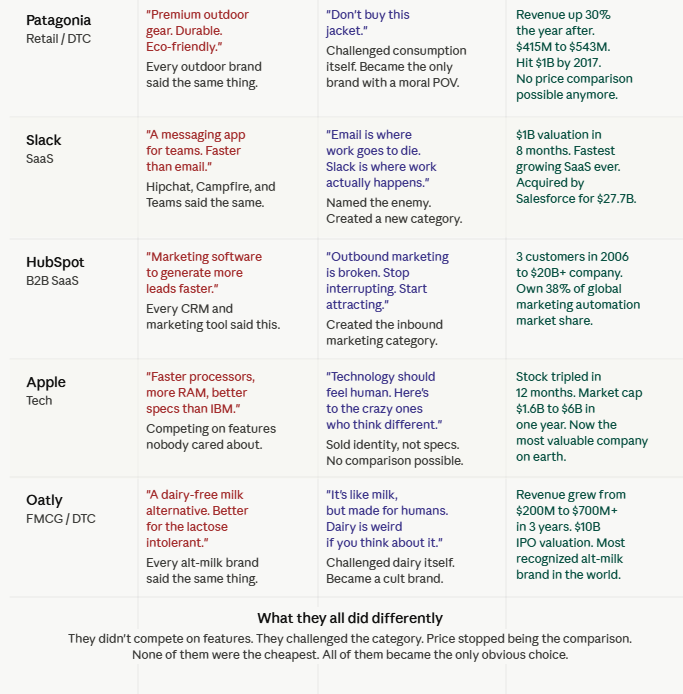 Patagonia
Retail / DTC
"Premium outdoor
gear. Durable.
Eco-friendly."
Every outdoor brand
said the same thing.
"Don't buy this
jacket."
Challenged consumption
itself. Became the only
brand with a moral POV.
Revenue up 30%
the year after.
$415M to $543M.
Hit $1B by 2017.
No price comparison
possible anymore.
Slack
SaaS
"A messaging app
for teams. Faster
than email."
Hipchat, Campfire, and
Teams said the same.
"Email is where
work goes to die.
Slack is where work
actually happens."
Named the enemy.
Created a new category.
$1B valuation in
8 months. Fastest
growing SaaS ever.
Acquired by
Salesforce for $27.7B.
HubSpot
B2B SaaS
"Marketing software
to generate more
leads faster."
Every CRM and
marketing tool said this.
"Outbound marketing
is broken. Stop
interrupting. Start
attracting."
Created the inbound
marketing category.
3 customers in 2006
to $20B+ company.
Own 38% of global
marketing automation
market share.
Apple
Tech
"Faster processors,
more RAM, better
specs than IBM."
Competing on features
nobody cared about.
"Technology should
feel human. Here's
to the crazy ones
who think different."
Sold identity, not specs.
No comparison possible.
Stock tripled in
12 months. Market cap
$1.6B to $6B in
one year. Now the
most valuable company
on earth.
Oatly
FMCG / DTC
"A dairy-free milk
alternative. Better
for the lactose
intolerant."
Every alt-milk brand
said the same thing.
"It's like milk,
but made for humans.
Dairy is weird
if you think about it."
Challenged dairy itself.
Became a cult brand.
Revenue grew from
$200M to $700M+
in 3 years. $10B
IPO valuation. Most
recognized alt-milk
brand in the world.
What they all did differently
They didn't compete on features. They challenged the category. Price stopped being the comparison.
None of them were the cheapest. All of them became the only obvious choice.